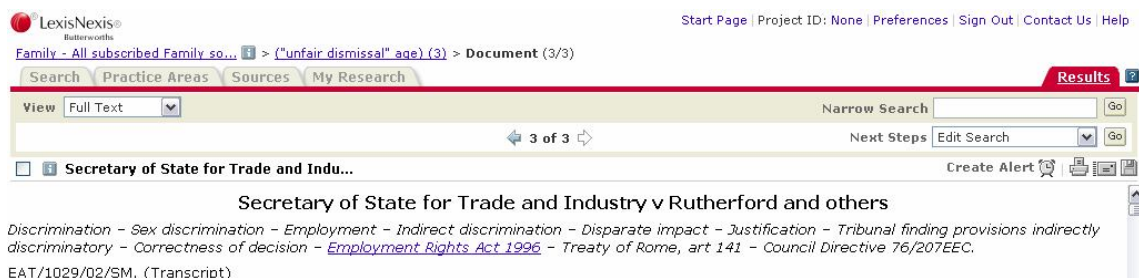 LexisNexis®
Butterworths
Start Page | Project ID: None | Preferences | Sign Out | Contact Us | Help
Family - All subscribed Family so... i > ("unfair dismissal" age) (3) > Document (3/3)
Search Practice Areas Sources My Research Results ?
View Full Text Narrow Search Go
3 of 3 Next Steps Edit Search Go
i Secretary of State for Trade and Indu... Create Alert
Secretary of State for Trade and Industry v Rutherford and others
Discrimination – Sex discrimination – Employment – Indirect discrimination – Disparate impact – Justification – Tribunal finding provisions indirectly
discriminatory – Correctness of decision – Employment Rights Act 1996 – Treaty of Rome, art 141 – Council Directive 76/207EEC.
EAT/1029/02/SM, (Transcript)